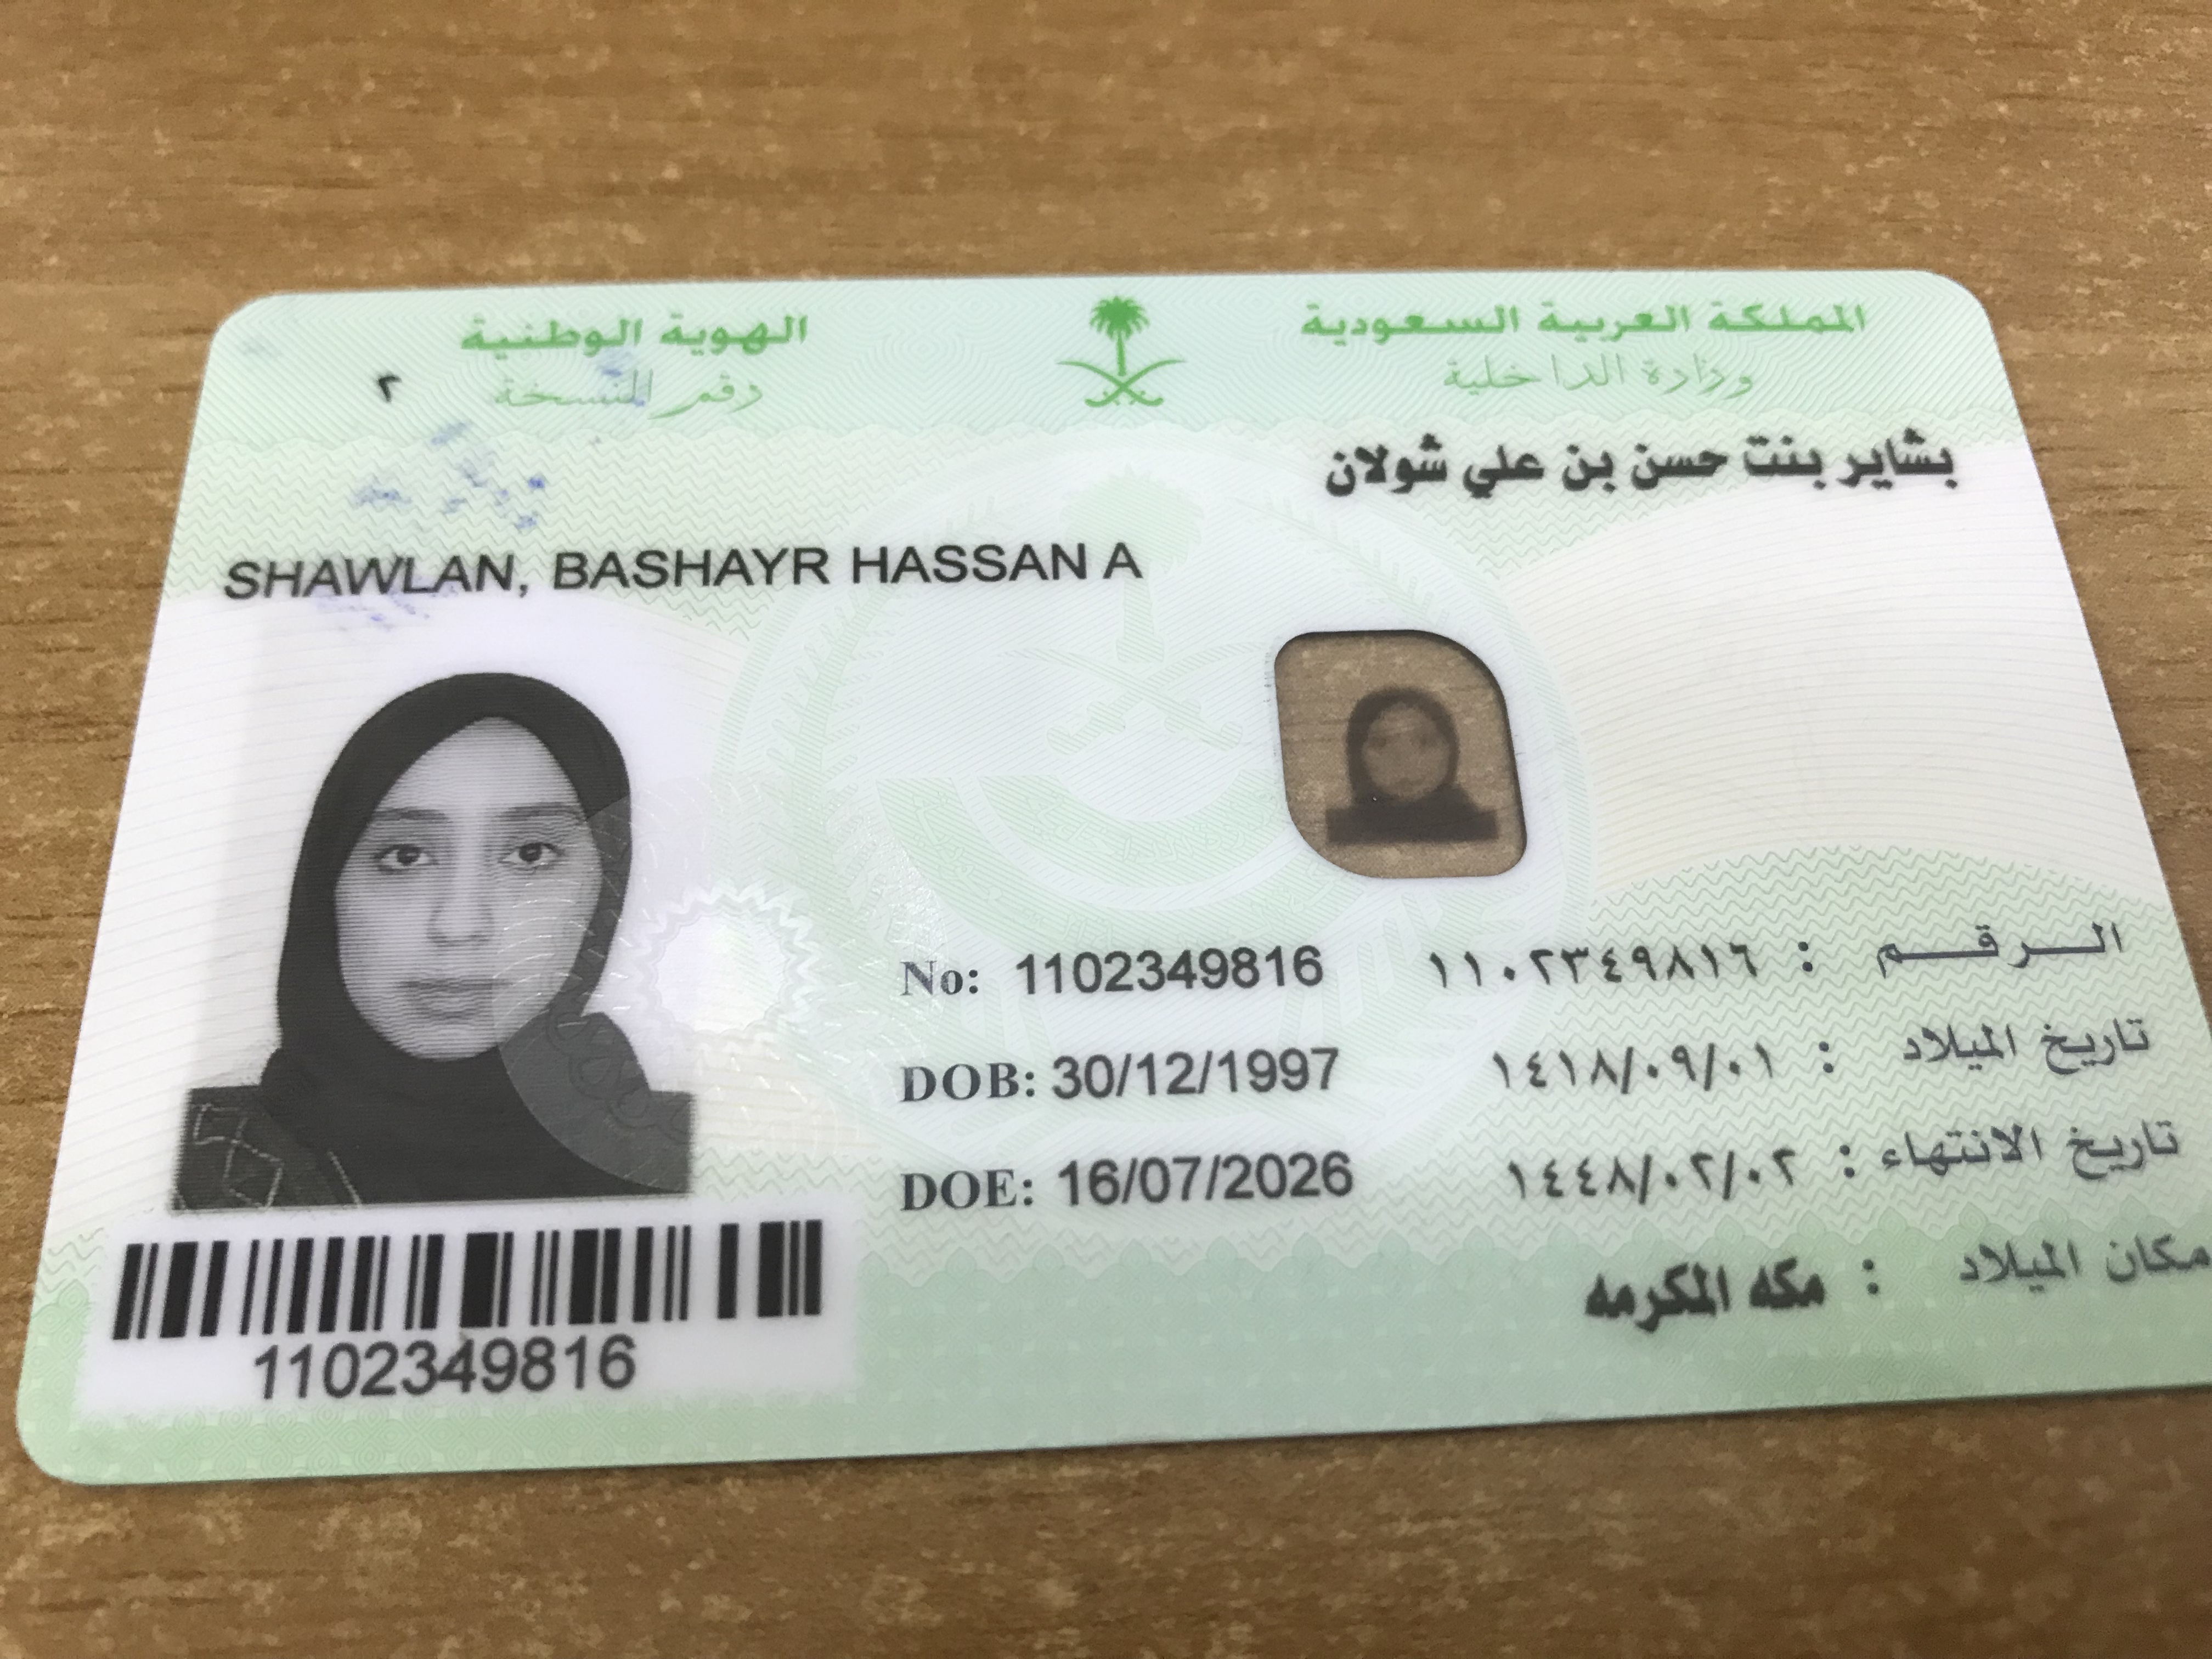 المملكة العربية السعودية
وزارة الداخلية
الهوية الوطنية
رقم النسخة
٢
بشاير بنت حسن بن علي شولان
SHAWLAN, BASHAYR HASSAN A
الرقم : ١١٠٢٣٤٩٨١٦
No: 1102349816
تاريخ الميلاد : ١٤١٨/٠٩/٠١
DOB: 30/12/1997
تاريخ الانتهاء : ١٤٤٨/٠٢/٠٢
DOE: 16/07/2026
مكان الميلاد : مكه المكرمه
1102349816